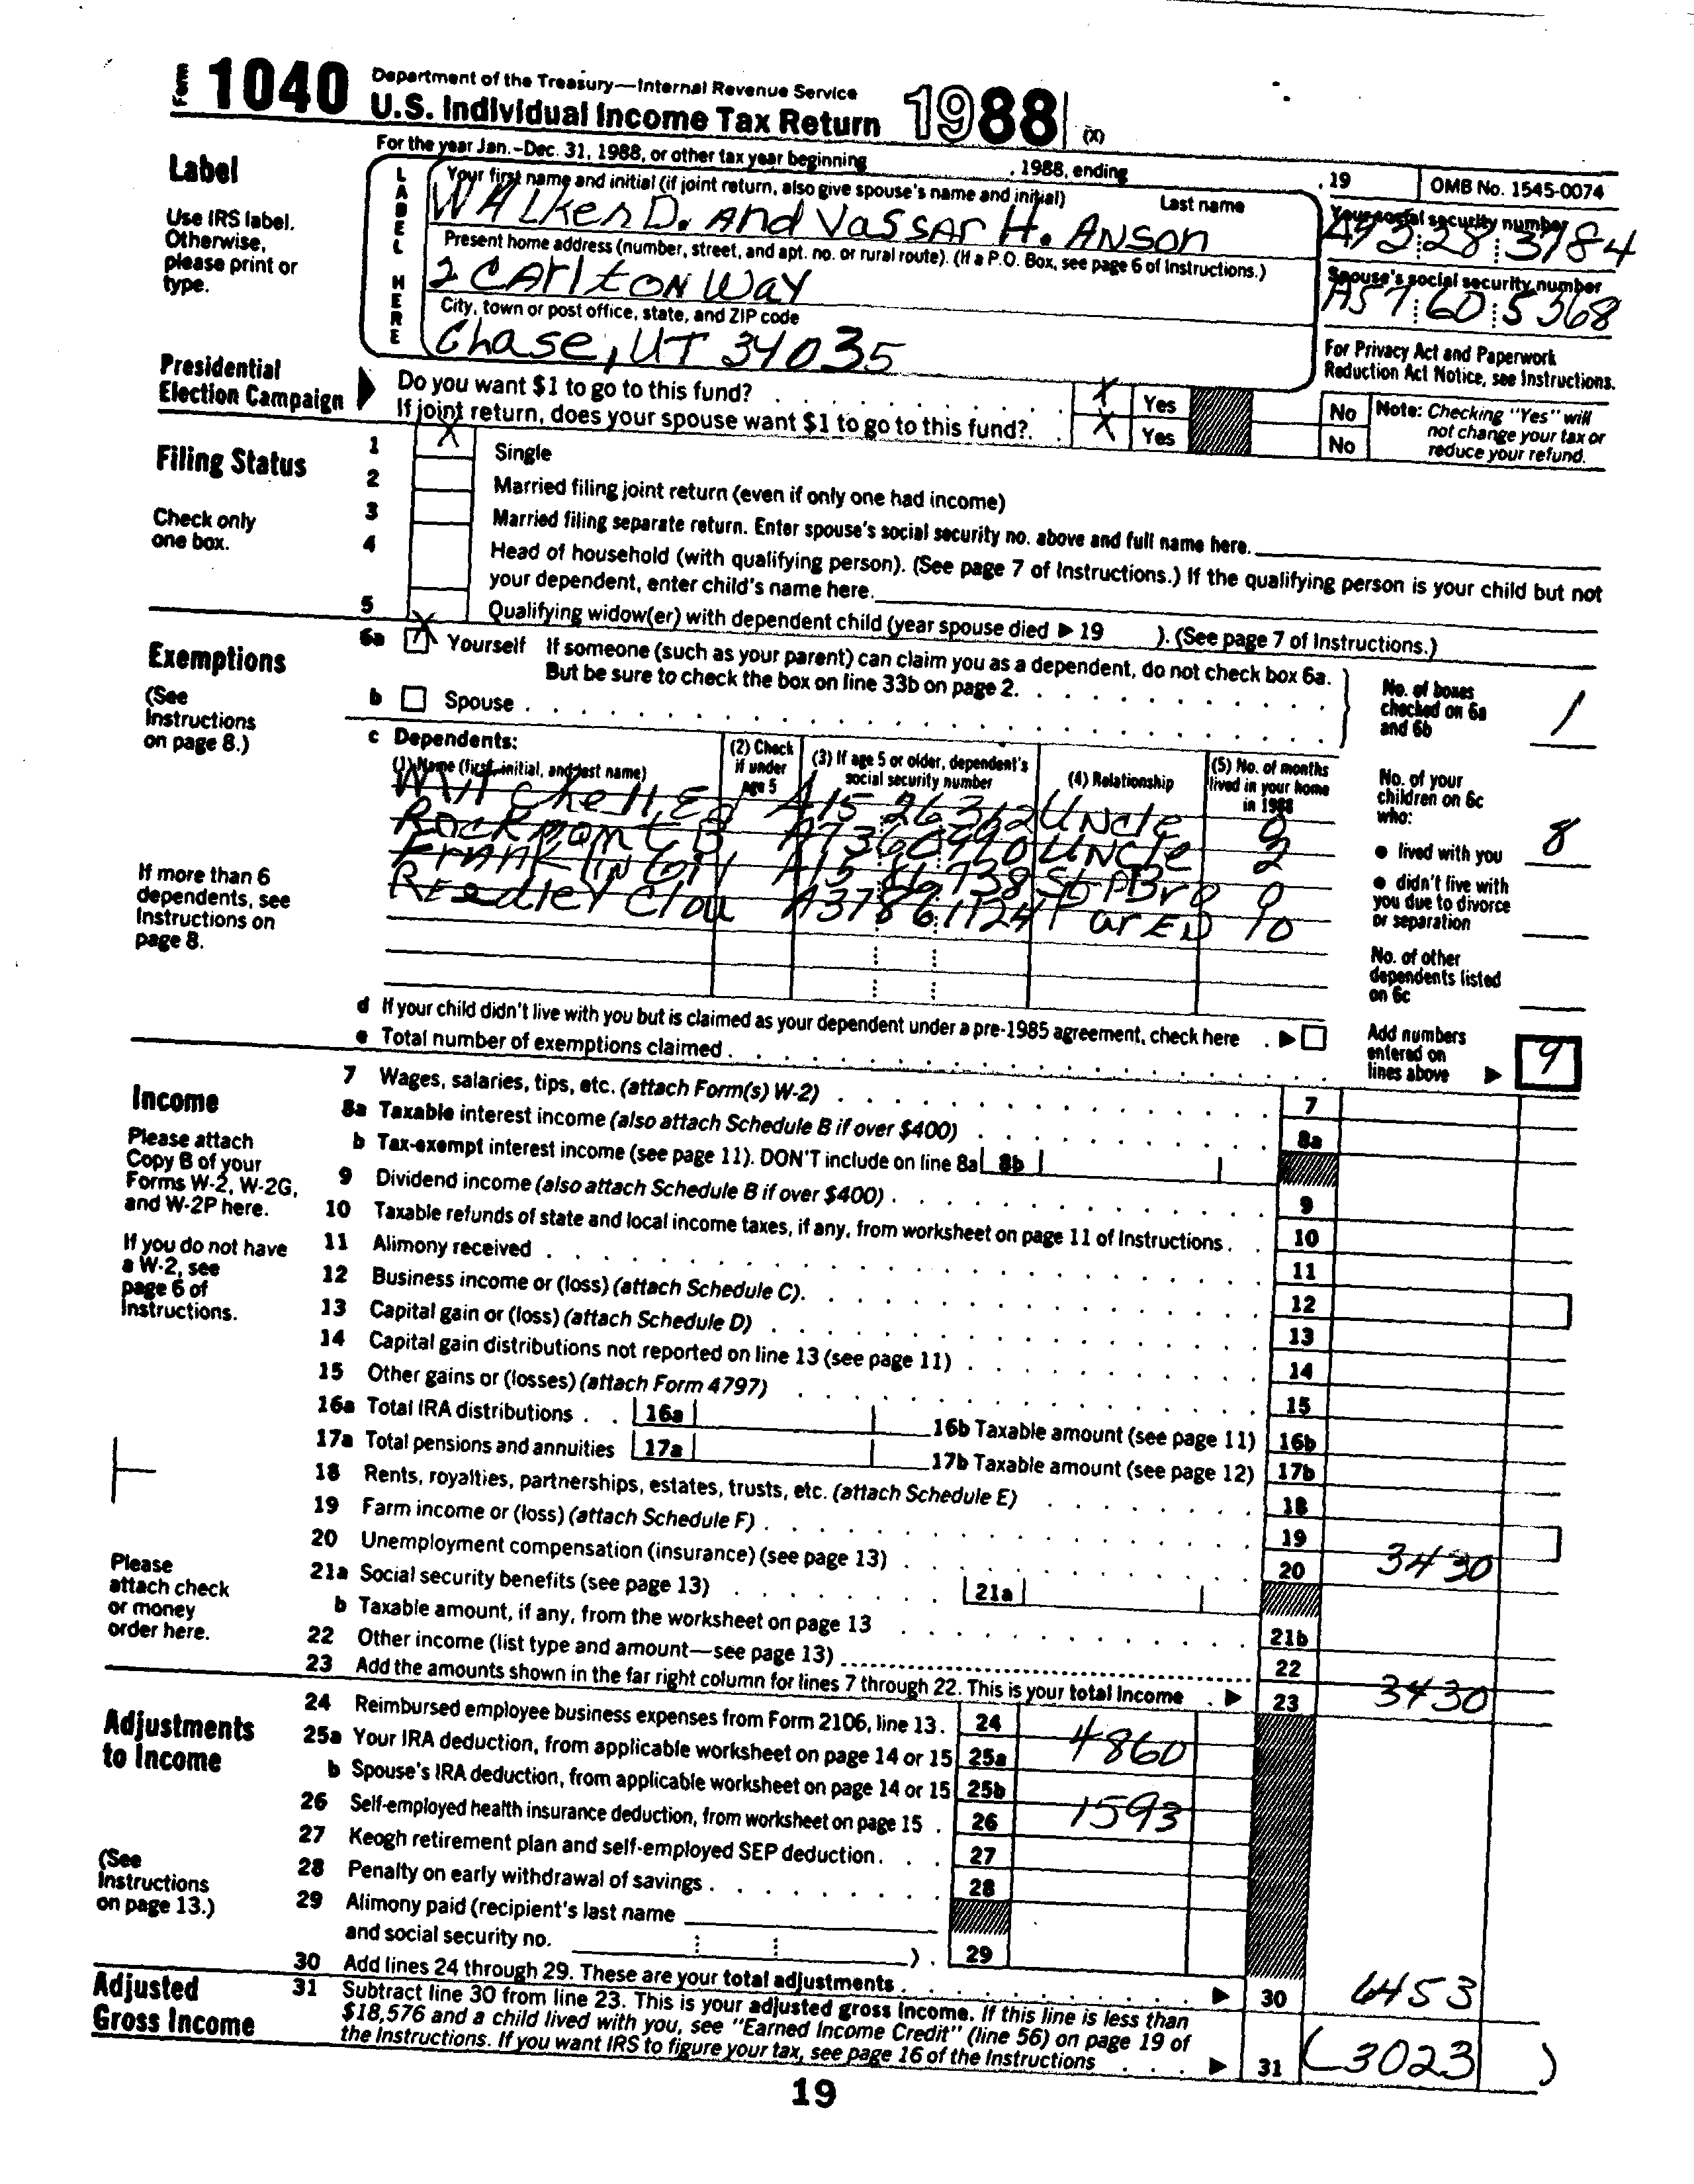 Form 1040 Department of the Treasury—Internal Revenue Service
U.S. Individual Income Tax Return 1988 (X)
For the year Jan.–Dec. 31, 1988, or other tax year beginning , 1988, ending , 19 OMB No. 1545-0074
Label
Use IRS label.
Otherwise,
please print or
type.
LABEL HERE
Your first name and initial (if joint return, also give spouse's name and initial) Last name
WALKER D. AND VASSAR H. ANSON
Your social security number
A92 28 3784
Present home address (number, street, and apt. no. or rural route). (If a P.O. Box, see page 6 of Instructions.)
2 CARLTON WAY
Spouse's social security number
A57 60 5368
City, town or post office, state, and ZIP code
Chase, UT 34035
For Privacy Act and Paperwork
Reduction Act Notice, see Instructions.
Presidential
Election Campaign
Do you want $1 to go to this fund? X Yes No
If joint return, does your spouse want $1 to go to this fund? X Yes No
Note: Checking "Yes" will
not change your tax or
reduce your refund.
Filing Status
Check only
one box.
1 X Single
2 Married filing joint return (even if only one had income)
3 Married filing separate return. Enter spouse's social security no. above and full name here.
4 Head of household (with qualifying person). (See page 7 of Instructions.) If the qualifying person is your child but not
your dependent, enter child's name here.
5 Qualifying widow(er) with dependent child (year spouse died ▶ 19 ). (See page 7 of Instructions.)
Exemptions
(See
Instructions
on page 8.)
6a X Yourself If someone (such as your parent) can claim you as a dependent, do not check box 6a.
But be sure to check the box on line 33b on page 2.
b Spouse
No. of boxes
checked on 6a
and 6b 1
c Dependents:
(1) Name (first, initial, and last name)
(2) Check
if under
age 5
(3) If age 5 or older, dependent's
social security number
(4) Relationship
(5) No. of months
lived in your home
in 1988
Uncle 0
Rockmont B Uncle 2
Franklin 0
Reedley Clou 10
If more than 6
dependents, see
Instructions on
page 8.
No. of your
children on 6c
who:
● lived with you 8
● didn't live with
you due to divorce
or separation
No. of other
dependents listed
on 6c
d If your child didn't live with you but is claimed as your dependent under a pre-1985 agreement, check here ▶
e Total number of exemptions claimed
Add numbers
entered on
lines above ▶ 9
Income
Please attach
Copy B of your
Forms W-2, W-2G,
and W-2P here.
If you do not have
a W-2, see
page 6 of
Instructions.
Please
attach check
or money
order here.
7 Wages, salaries, tips, etc. (attach Form(s) W-2) 7
8a Taxable interest income (also attach Schedule B if over $400) 8a
b Tax-exempt interest income (see page 11). DON'T include on line 8a 8b
9 Dividend income (also attach Schedule B if over $400) 9
10 Taxable refunds of state and local income taxes, if any, from worksheet on page 11 of Instructions 10
11 Alimony received 11
12 Business income or (loss) (attach Schedule C) 12
13 Capital gain or (loss) (attach Schedule D) 13
14 Capital gain distributions not reported on line 13 (see page 11) 14
15 Other gains or (losses) (attach Form 4797) 15
16a Total IRA distributions 16a 16b Taxable amount (see page 11) 16b
17a Total pensions and annuities 17a 17b Taxable amount (see page 12) 17b
18 Rents, royalties, partnerships, estates, trusts, etc. (attach Schedule E) 18
19 Farm income or (loss) (attach Schedule F) 19
20 Unemployment compensation (insurance) (see page 13) 20 3430
21a Social security benefits (see page 13) 21a
b Taxable amount, if any, from the worksheet on page 13 21b
22 Other income (list type and amount—see page 13) 22
23 Add the amounts shown in the far right column for lines 7 through 22. This is your total income ▶ 23 3430
Adjustments
to Income
(See
Instructions
on page 13.)
24 Reimbursed employee business expenses from Form 2106, line 13. 24
25a Your IRA deduction, from applicable worksheet on page 14 or 15 25a 4860
b Spouse's IRA deduction, from applicable worksheet on page 14 or 15 25b
26 Self-employed health insurance deduction, from worksheet on page 15 26 1593
27 Keogh retirement plan and self-employed SEP deduction 27
28 Penalty on early withdrawal of savings 28
29 Alimony paid (recipient's last name
and social security no. ) 29
30 Add lines 24 through 29. These are your total adjustments ▶ 30 6453
Adjusted
Gross Income
31 Subtract line 30 from line 23. This is your adjusted gross income. If this line is less than
$18,576 and a child lived with you, see "Earned Income Credit" (line 56) on page 19 of
the Instructions. If you want IRS to figure your tax, see page 16 of the Instructions ▶ 31 (3023)
19